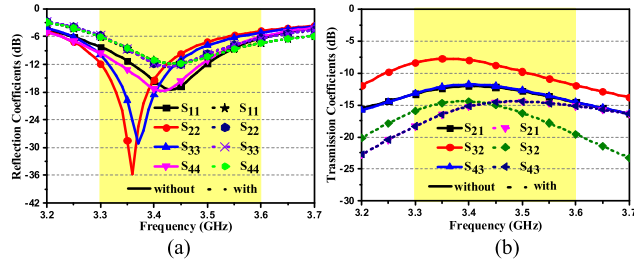 0
-6
-12
-18
-24
-30
-36
Reflection Coefficients (dB)
S11 S11
S22 S22
S33 S33
S44 S44
without with
3.2 3.3 3.4 3.5 3.6 3.7
Frequency (GHz)
(a)
0
-5
-10
-15
-20
-25
-30
Trasmission Coefficients (dB)
S21 S21
S32 S32
S43 S43
without with
3.2 3.3 3.4 3.5 3.6 3.7
Frequency (GHz)
(b)